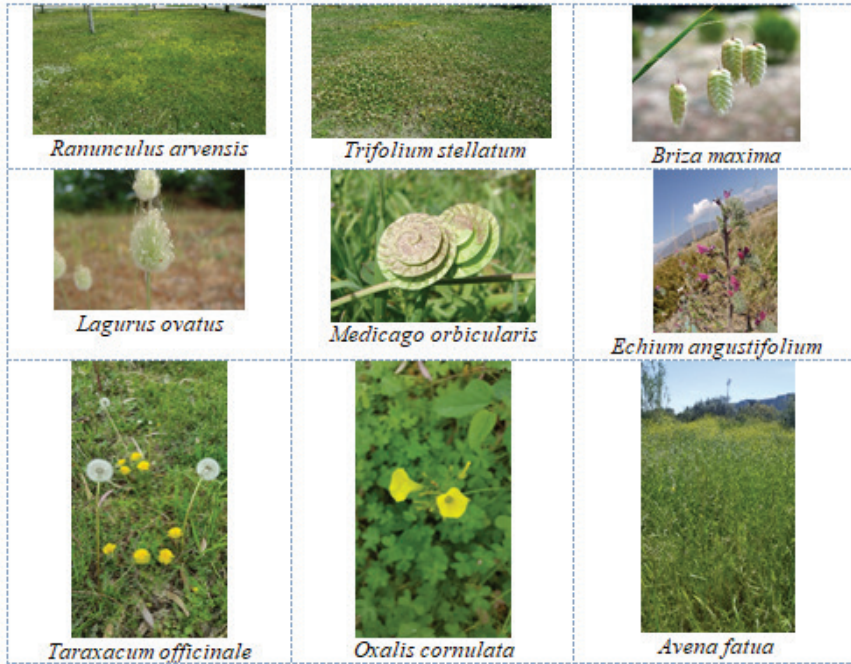 Ranunculus arvensis
Trifolium stellatum
Briza maxima
Lagurus ovatus
Medicago orbicularis
Echium angustifolium
Taraxacum officinale
Oxalis cornulata
Avena fatua